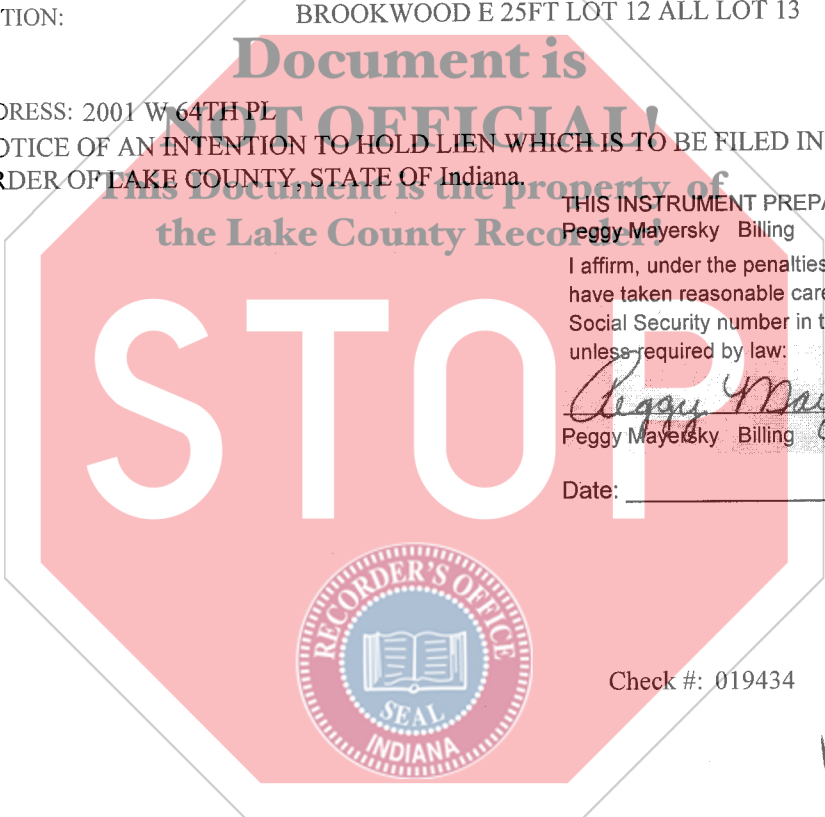 TION: BROOKWOOD E 25FT LOT 12 ALL LOT 13
Document is
NOT OFFICIAL!
DRESS: 2001 W 64TH PL
OTICE OF AN INTENTION TO HOLD LIEN WHICH IS TO BE FILED IN
RDER OF LAKE COUNTY, STATE OF Indiana.
This Document is the property of
the Lake County Recorder!
THIS INSTRUMENT PREPA
Peggy Mayersky Billing
I affirm, under the penalties
have taken reasonable care
Social Security number in t
unless required by law:
Peggy May
Peggy Mayersky Billing
Date:
STOP
RECORDER'S OFFICE
SEAL
INDIANA
Check #: 019434